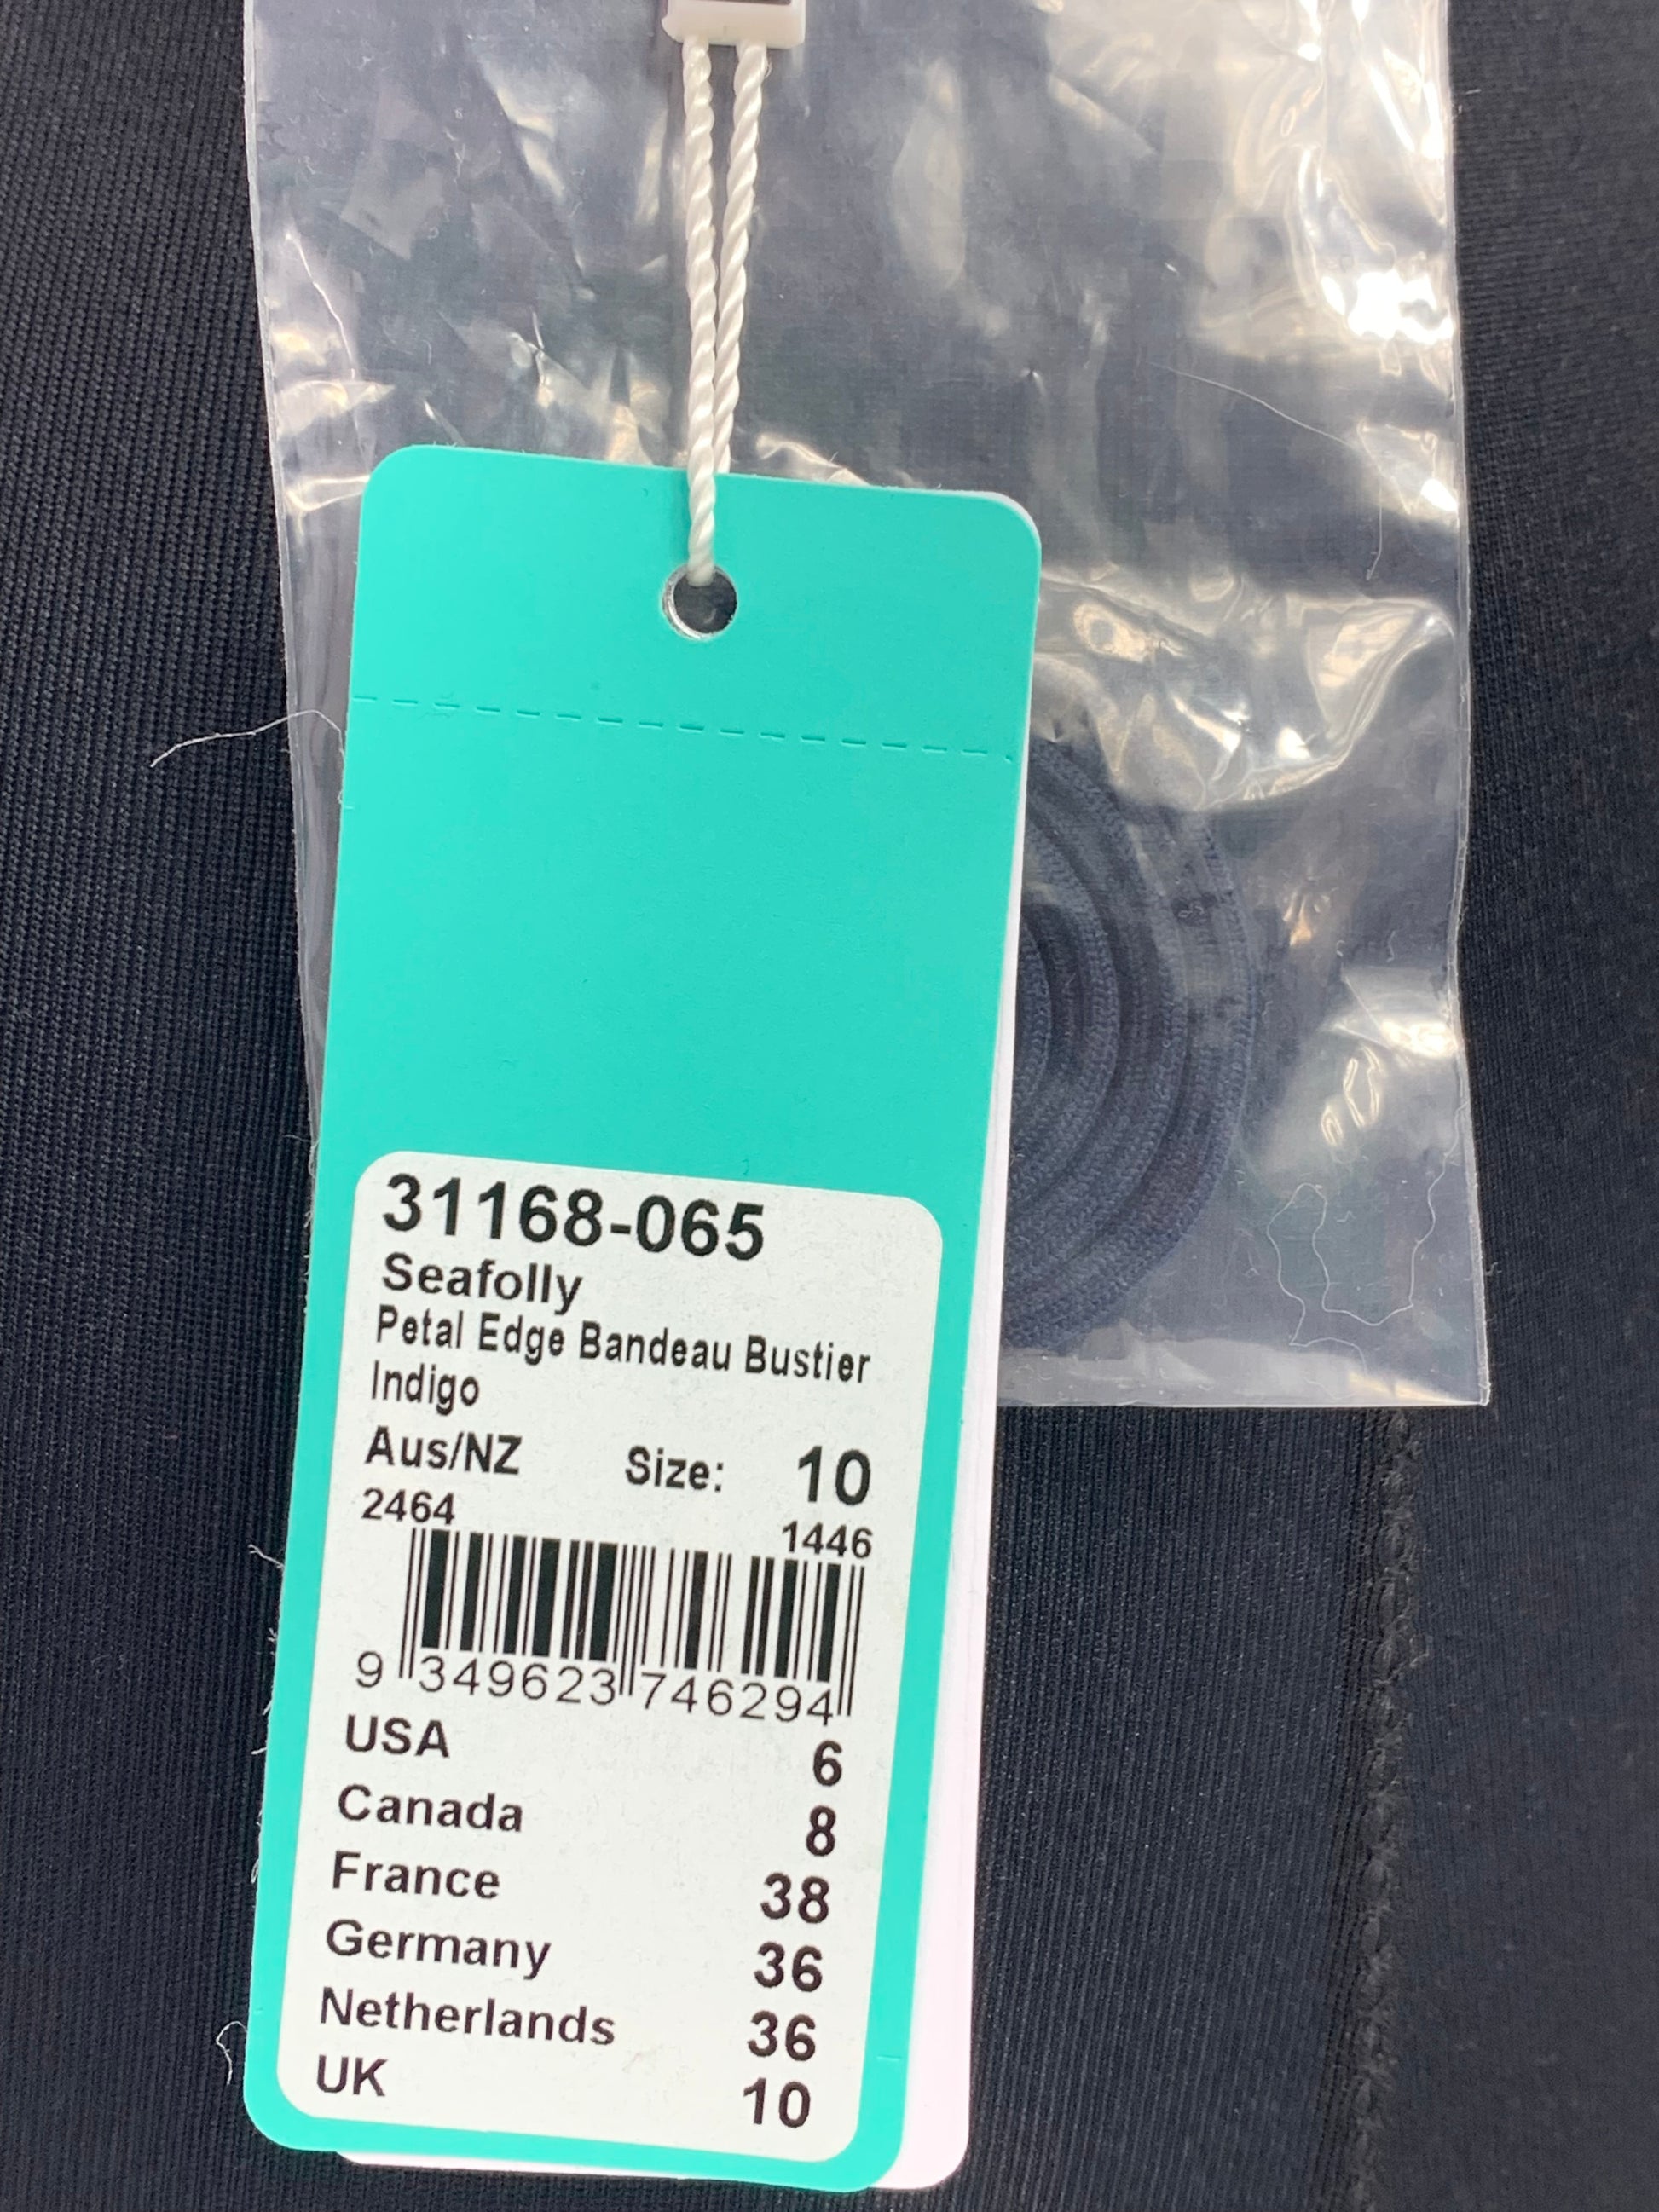 31168-065
Seafolly
Petal Edge Bandeau Bustier
Indigo
Aus/NZ Size: 10
2464 1446
9 349623 746294
USA 6
Canada 8
France 38
Germany 36
Netherlands 36
UK 10